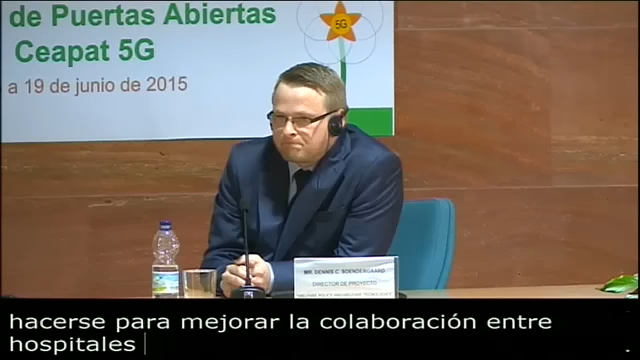 de Puertas Abiertas
Ceapat 5G
a 19 de junio de 2015
5G
MR. DENNIS C. SOENDERGAARD
DIRECTOR DE PROYECTO
hacerse para mejorar la colaboración entre
hospitales